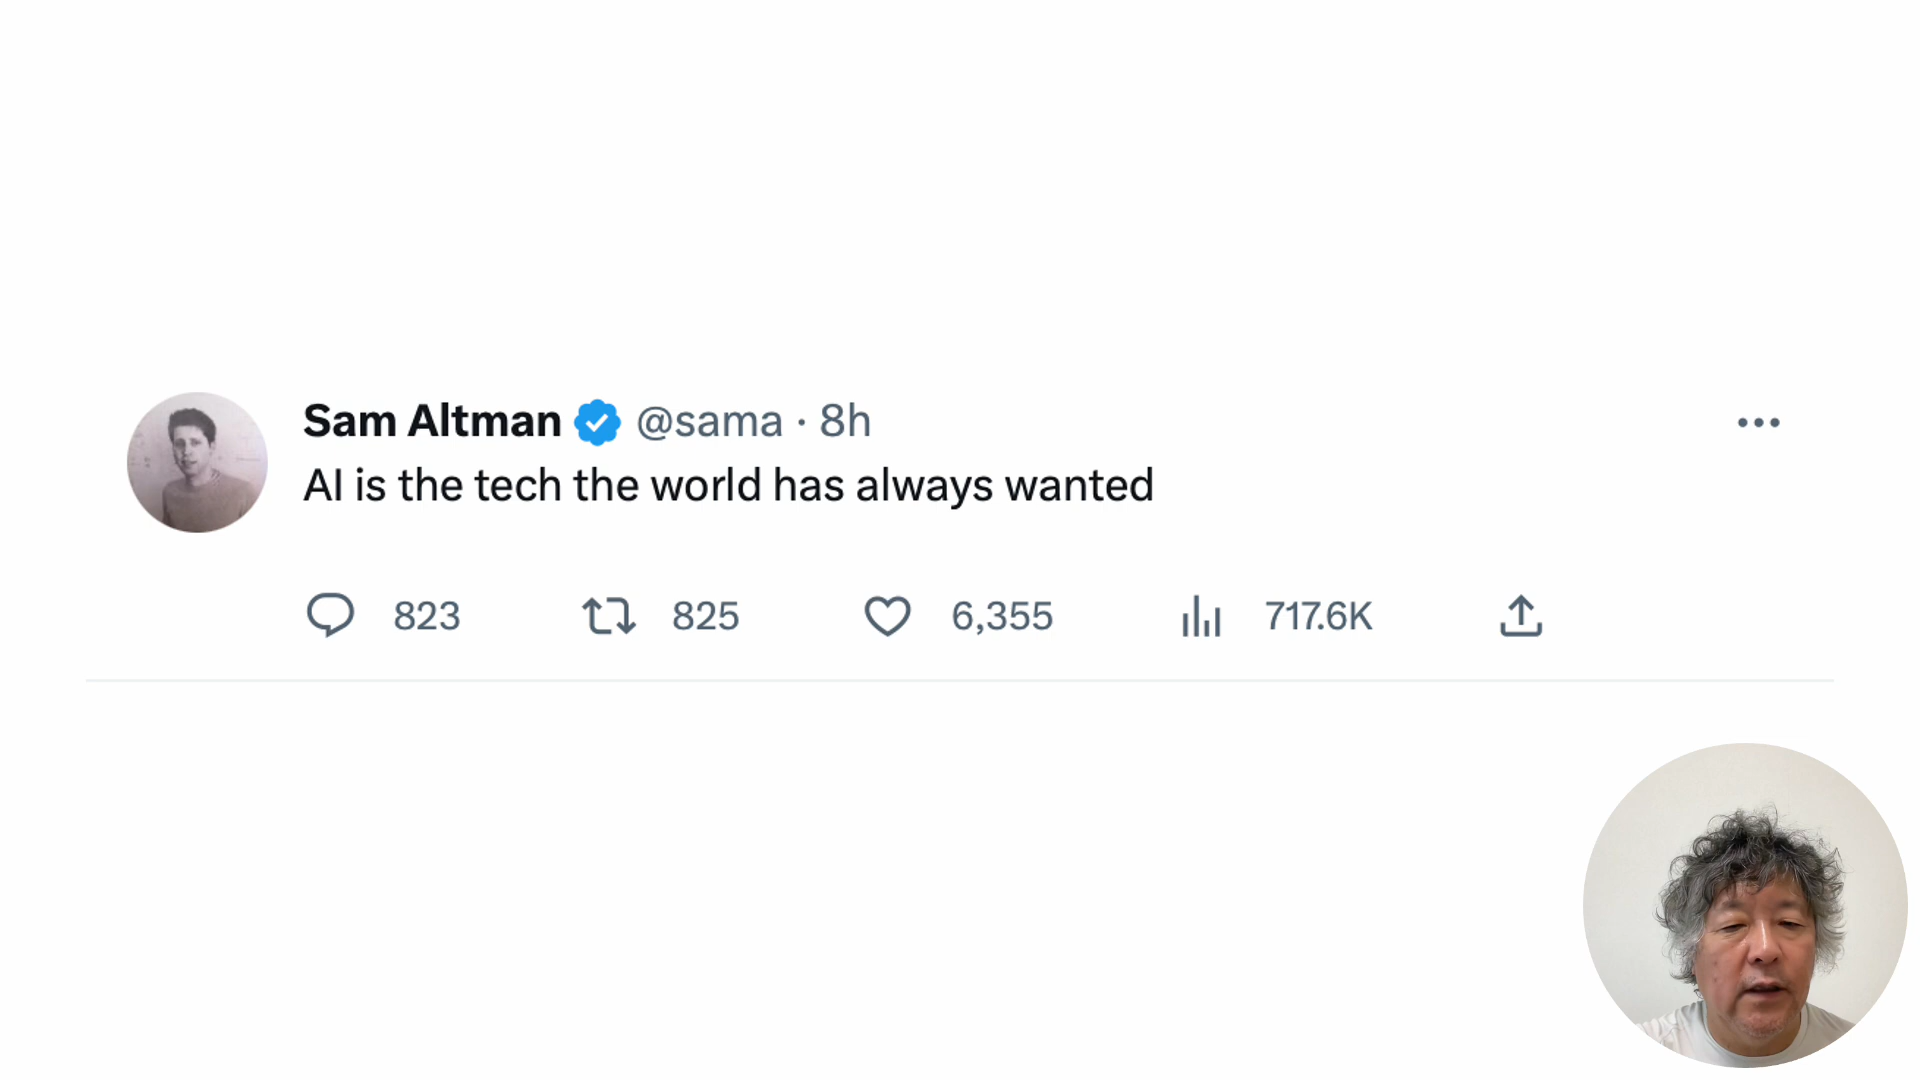 Sam Altman @sama · 8h
AI is the tech the world has always wanted
823 825 6,355 717.6K